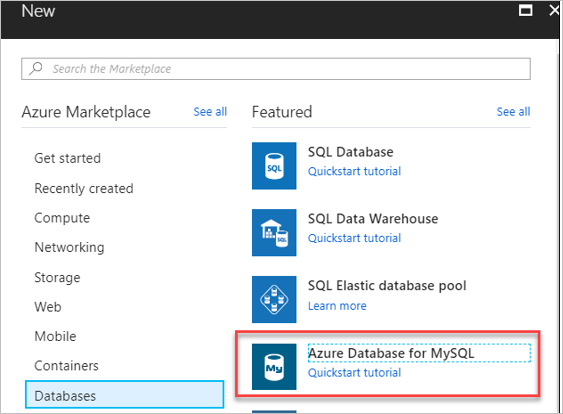 New
Search the Marketplace
Azure Marketplace
See all
Get started
Recently created
Compute
Networking
Storage
Web
Mobile
Containers
Databases
Featured
See all
SQL
SQL Database
Quickstart tutorial
SQL
SQL Data Warehouse
Quickstart tutorial
SQL Elastic database pool
Learn more
My
Azure Database for MySQL
Quickstart tutorial